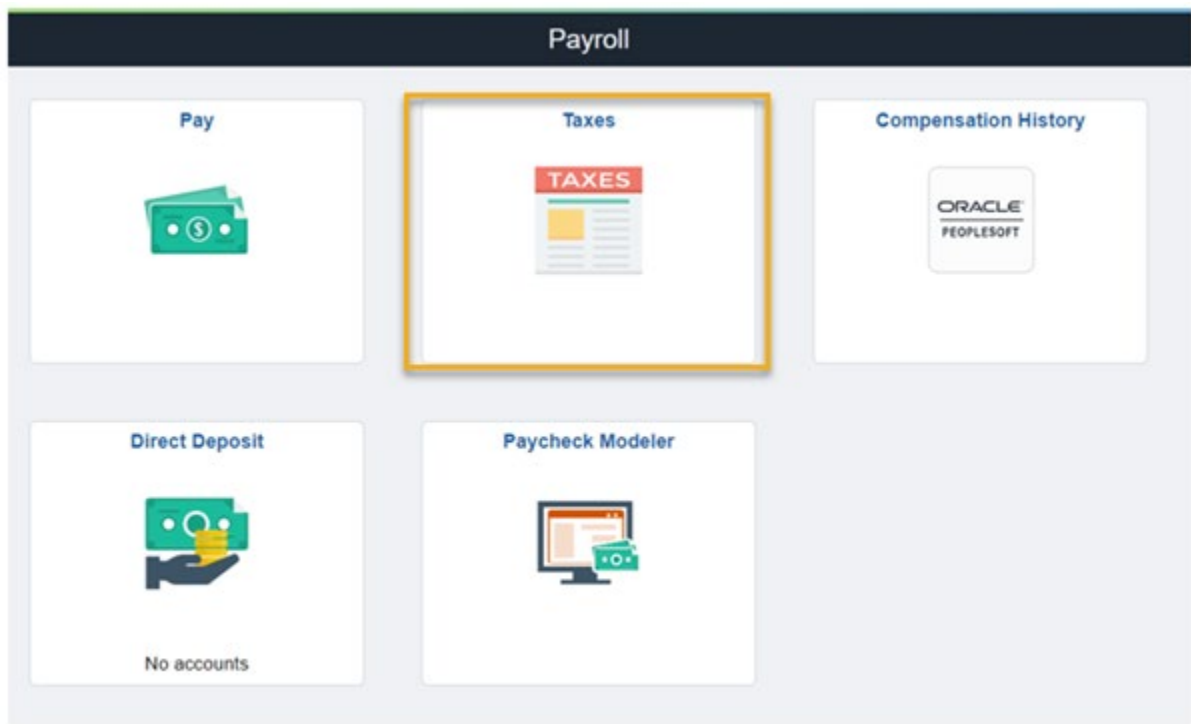 Payroll
Pay
Taxes
Compensation History
TAXES
ORACLE
PEOPLESOFT
Direct Deposit
Paycheck Modeler
No accounts